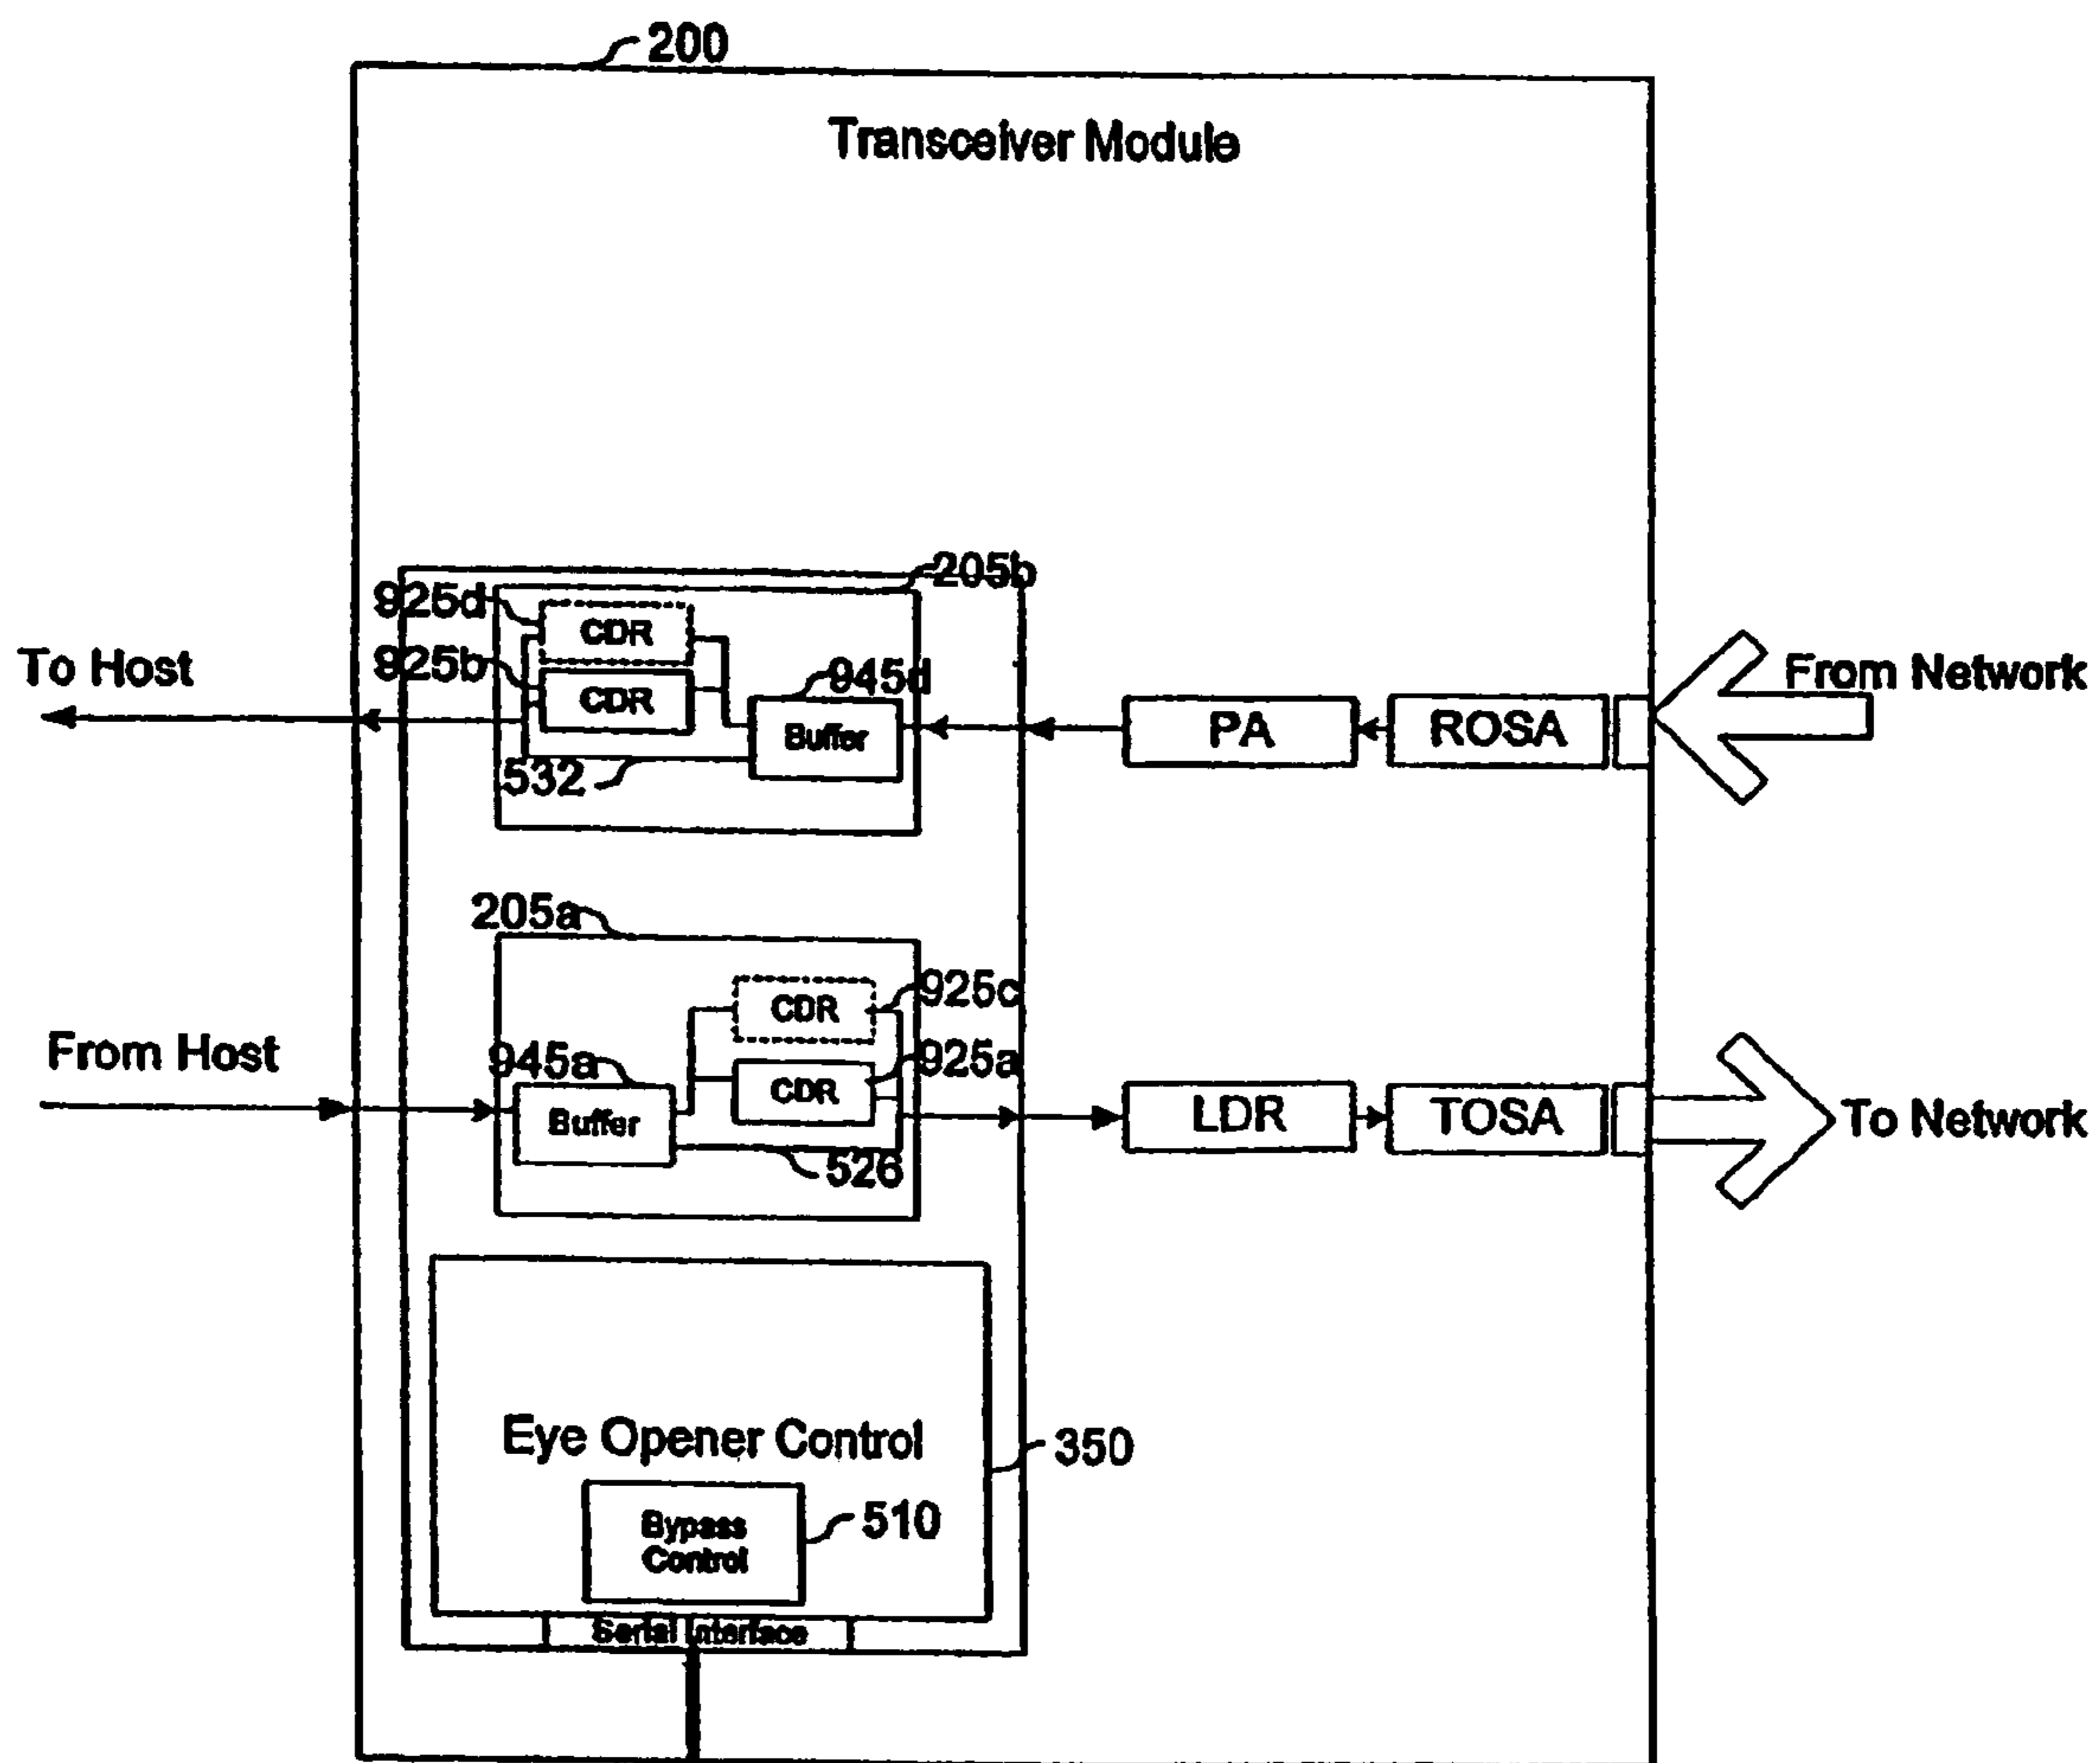 200
Transceiver Module
205b
925d
CDR
To Host
925b
CDR
945d
Buffer
PA
ROSA
From Network
532
205a
925c
CDR
From Host
945a
Buffer
925a
CDR
LDR
TOSA
To Network
526
Eye Opener Control
350
Bypass
Control
510
Serial Interface